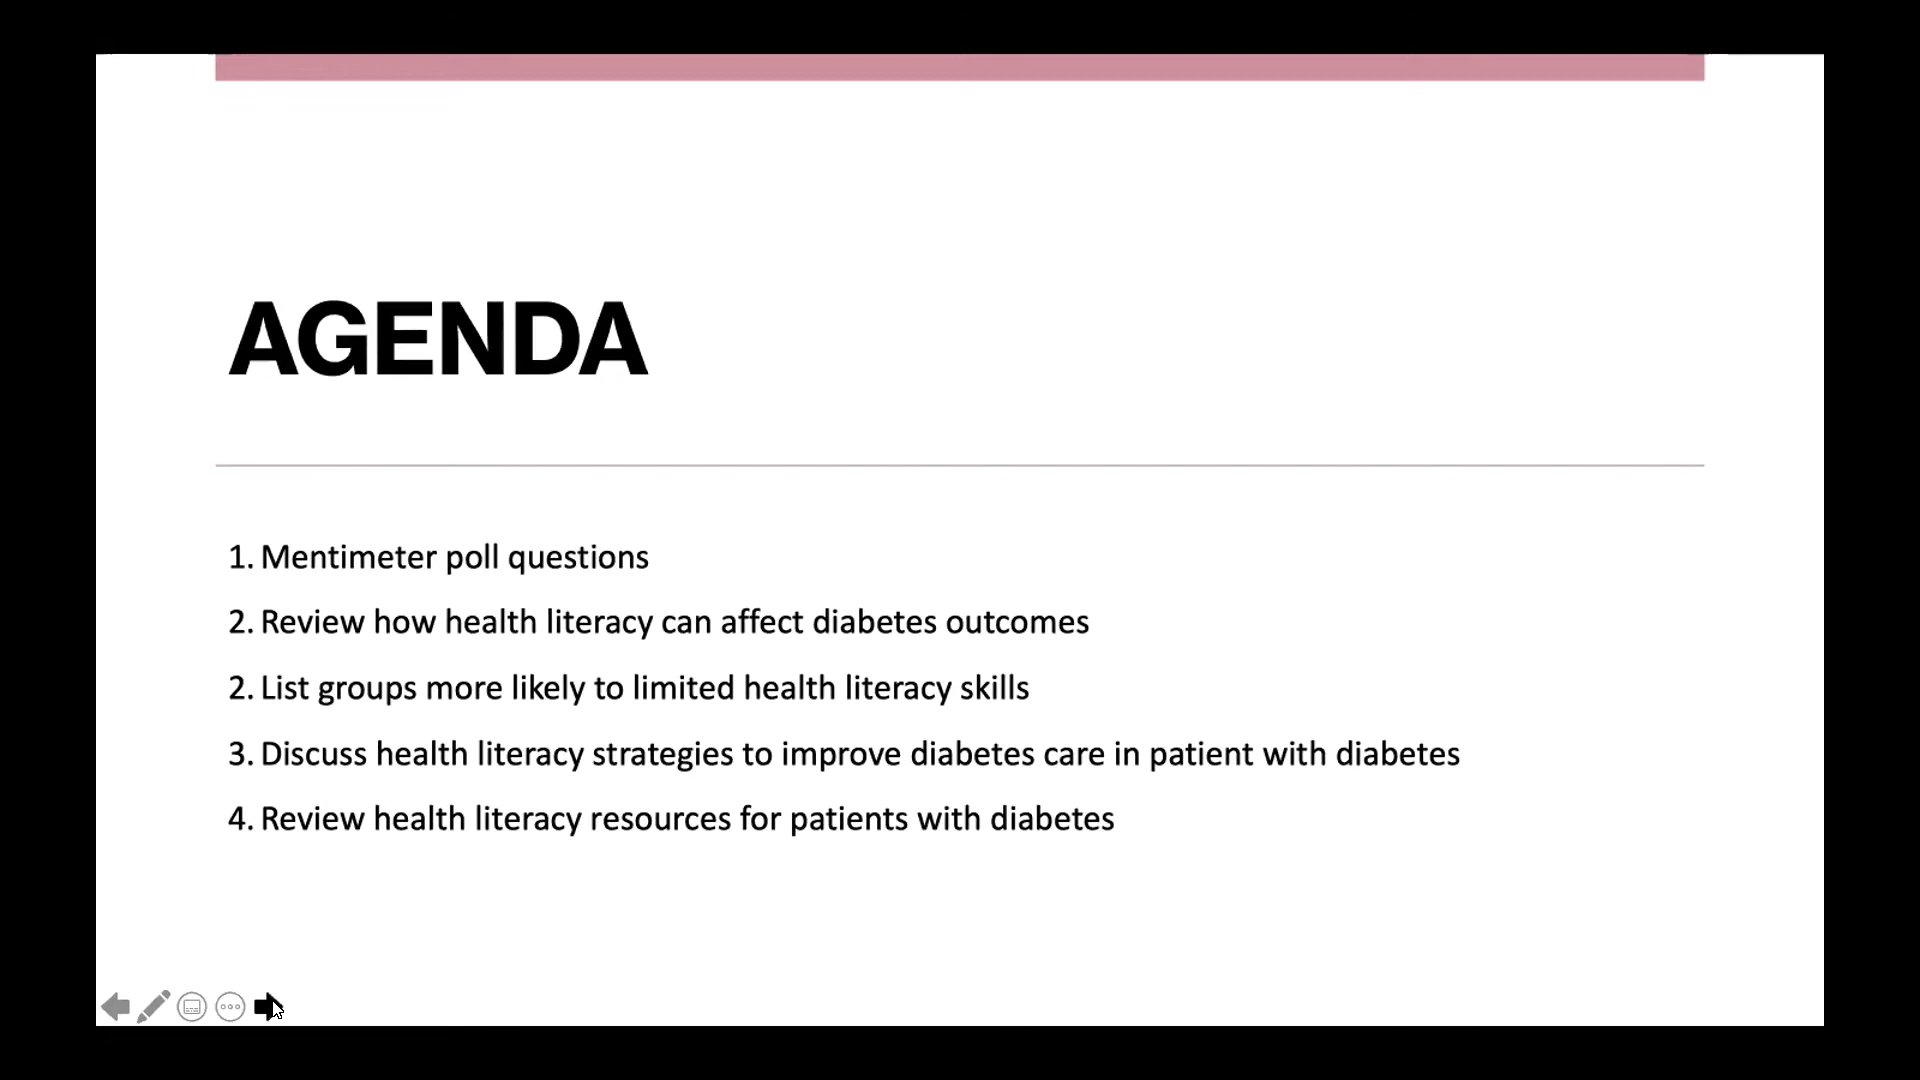 AGENDA
1. Mentimeter poll questions
2. Review how health literacy can affect diabetes outcomes
2. List groups more likely to limited health literacy skills
3. Discuss health literacy strategies to improve diabetes care in patient with diabetes
4. Review health literacy resources for patients with diabetes